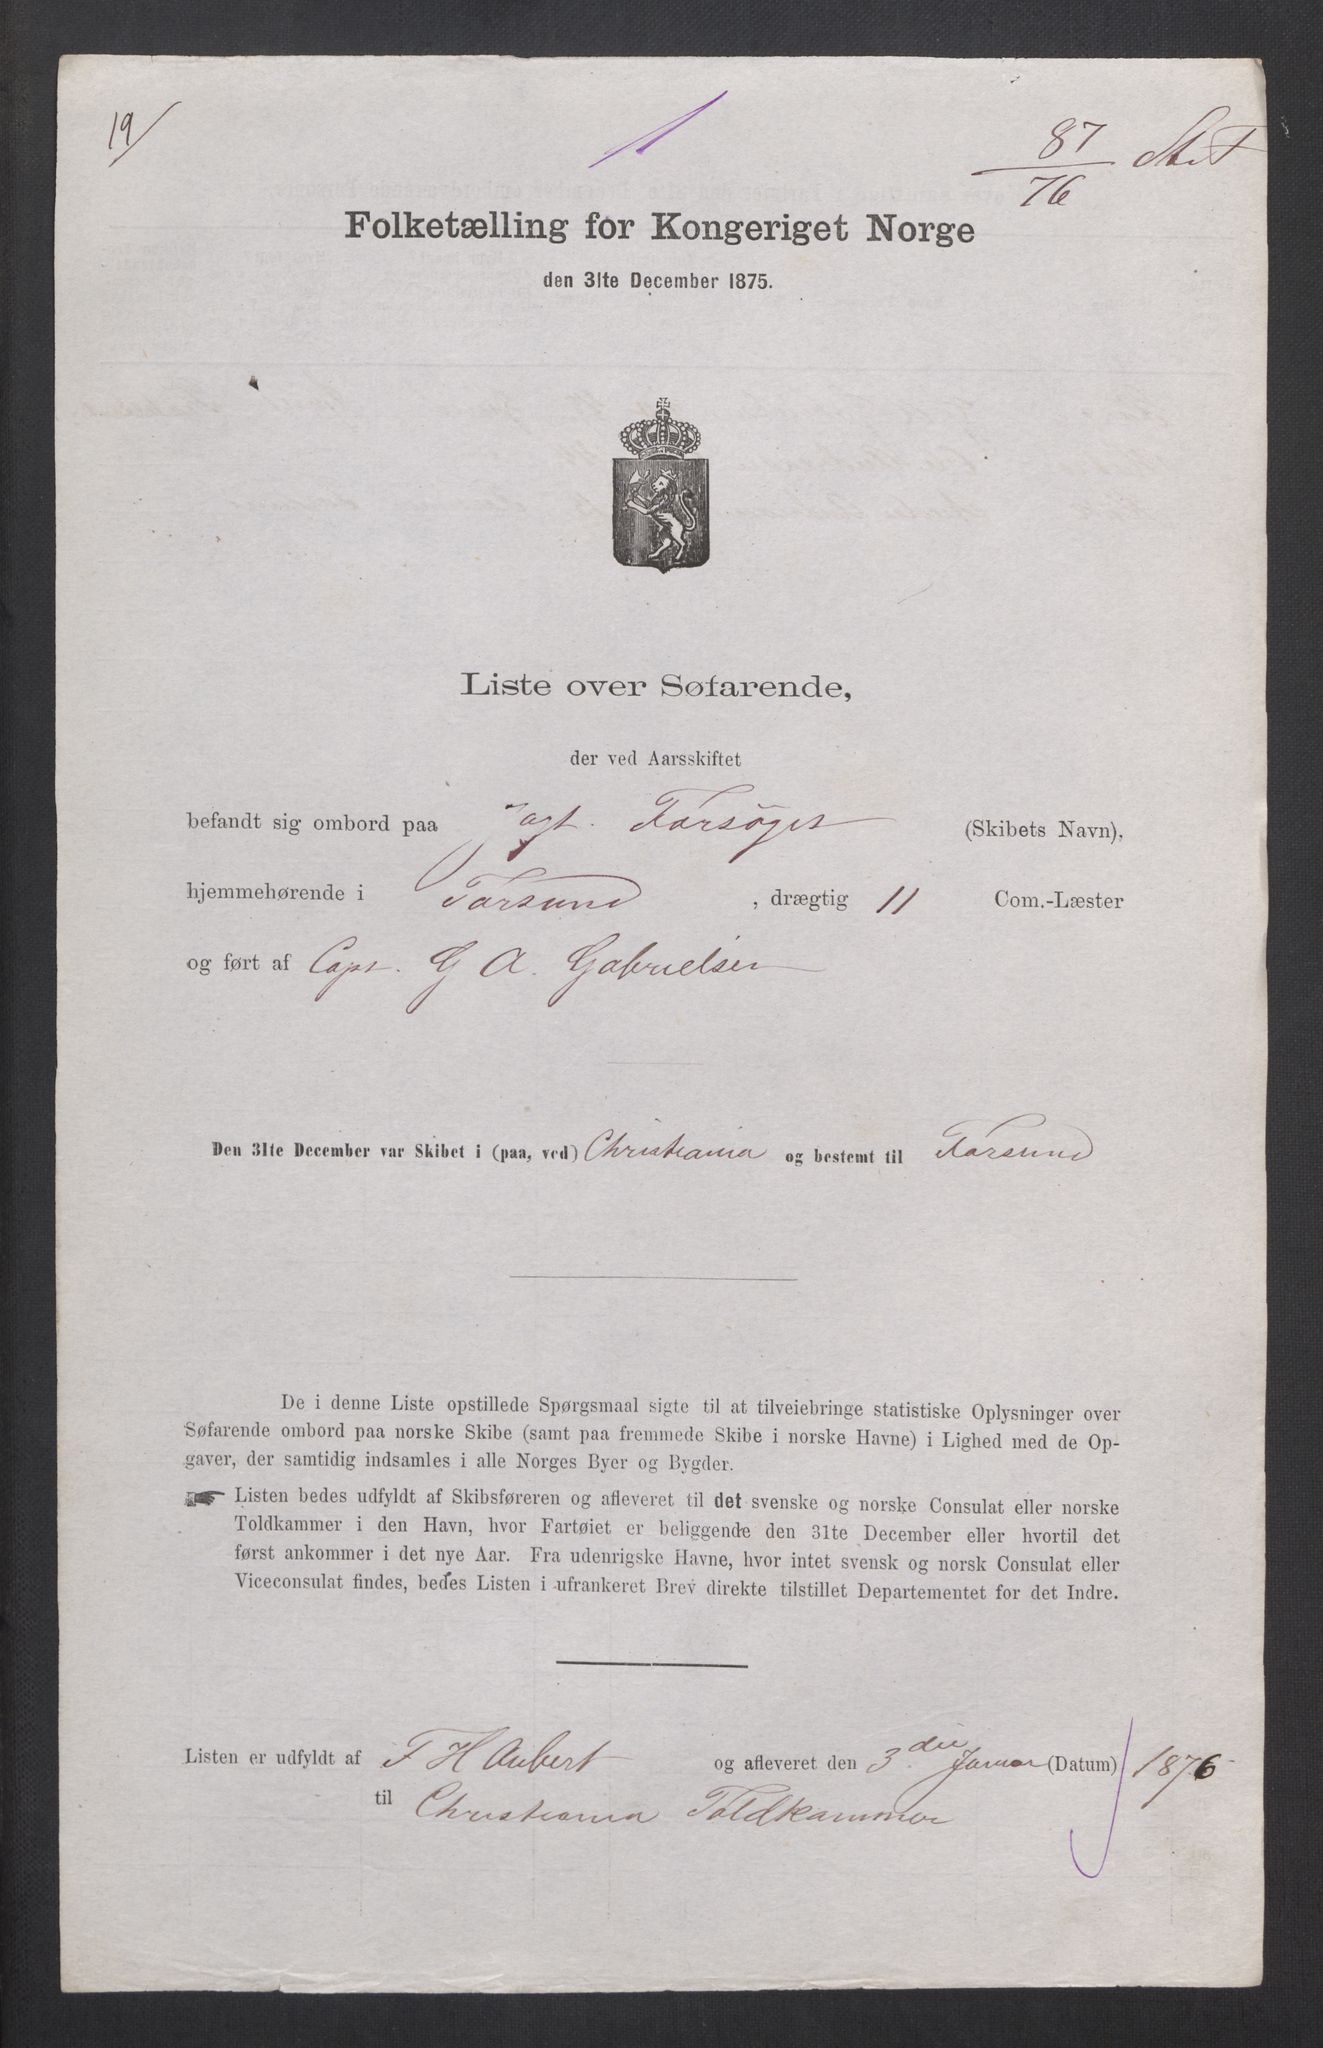 19/
87
76
Folketælling for Kongeriget Norge
den 31te December 1875.
Liste over Søfarende,
der ved Aarsskiftet
befandt sig ombord paa Jagt. Forsöget (Skibets Navn),
hjemmehørende i Farsund, drægtig 11 Com.-Læster
og ført af Capt. G A. Gabrielsen
Den 31te December var Skibet i (paa, ved) Christiania og bestemt til Farsund
De i denne Liste opstillede Spørgsmaal sigte til at tilveiebringe statistiske Oplysninger over
Søfarende ombord paa norske Skibe (samt paa fremmede Skibe i norske Havne) i Lighed med de Op-
gaver, der samtidig indsamles i alle Norges Byer og Bygder.
☛ Listen bedes udfyldt af Skibsføreren og afleveret til det svenske og norske Consulat eller norske
Toldkammer i den Havn, hvor Fartøiet er beliggende den 31te December eller hvortil det
først ankommer i det nye Aar. Fra udenrigske Havne, hvor intet svensk og norsk Consulat eller
Viceconsulat findes, bedes Listen i ufrankeret Brev direkte tilstillet Departementet for det Indre.
Listen er udfyldt af F H Aubert og afleveret den 3die Januar (Datum) 1876
til Christiania Toldkammer